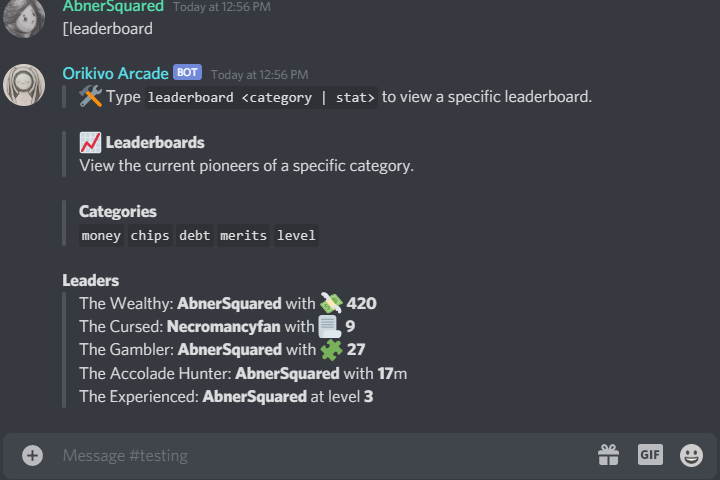 AbnerSquared Today at 12:56 PM
[leaderboard
Orikivo Arcade BOT Today at 12:56 PM
Type leaderboard <category | stat> to view a specific leaderboard.
Leaderboards
View the current pioneers of a specific category.
Categories
money chips debt merits level
Leaders
The Wealthy: AbnerSquared with 420
The Cursed: Necromancyfan with 9
The Gambler: AbnerSquared with 27
The Accolade Hunter: AbnerSquared with 17m
The Experienced: AbnerSquared at level 3
Message #testing GIF